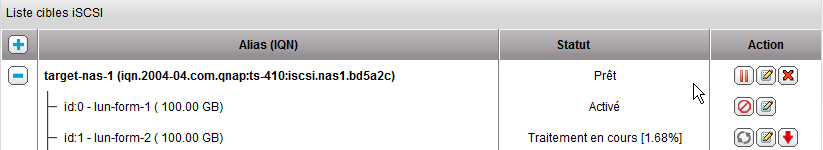 Liste cibles iSCSI
Alias (IQN) Statut Action
target-nas-1 (iqn.2004-04.com.qnap:ts-410:iscsi.nas1.bd5a2c) Prêt
id:0 - lun-form-1 ( 100.00 GB) Activé
id:1 - lun-form-2 ( 100.00 GB) Traitement en cours [1.68%]